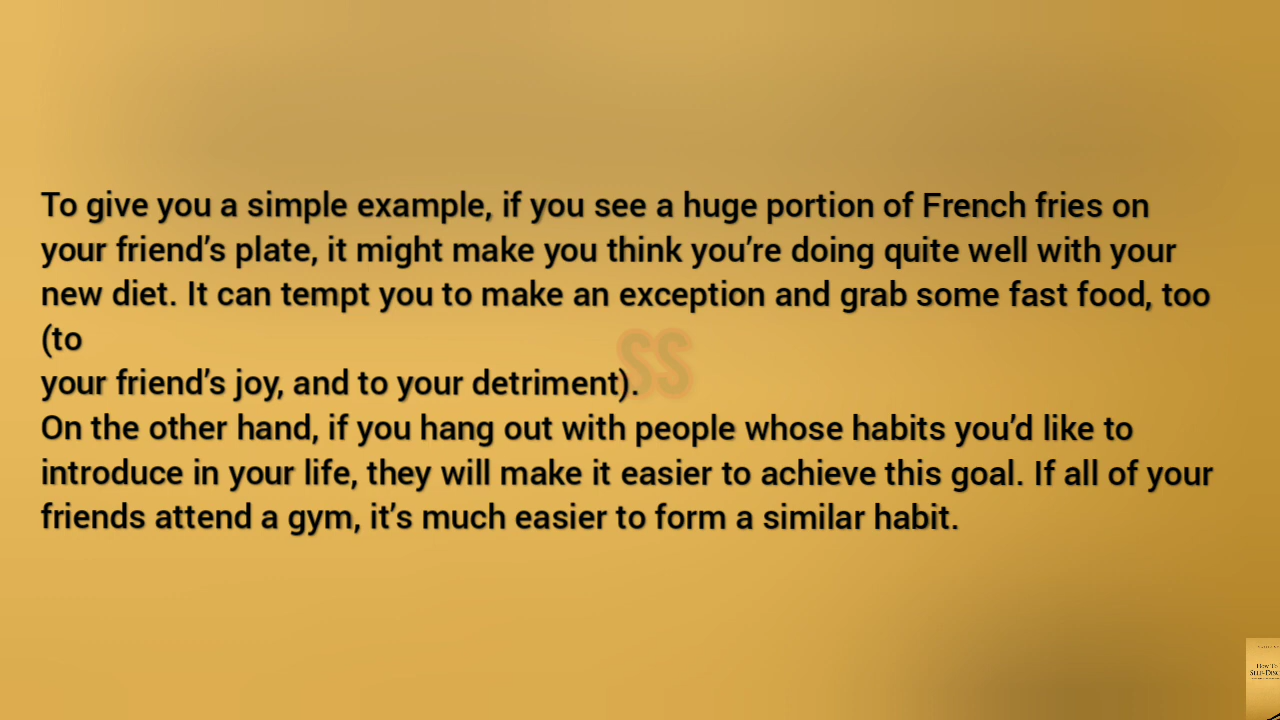 To give you a simple example, if you see a huge portion of French fries on
your friend’s plate, it might make you think you’re doing quite well with your
new diet. It can tempt you to make an exception and grab some fast food, too
(to
your friend’s joy, and to your detriment).
On the other hand, if you hang out with people whose habits you’d like to
introduce in your life, they will make it easier to achieve this goal. If all of your
friends attend a gym, it’s much easier to form a similar habit.
SS
How To